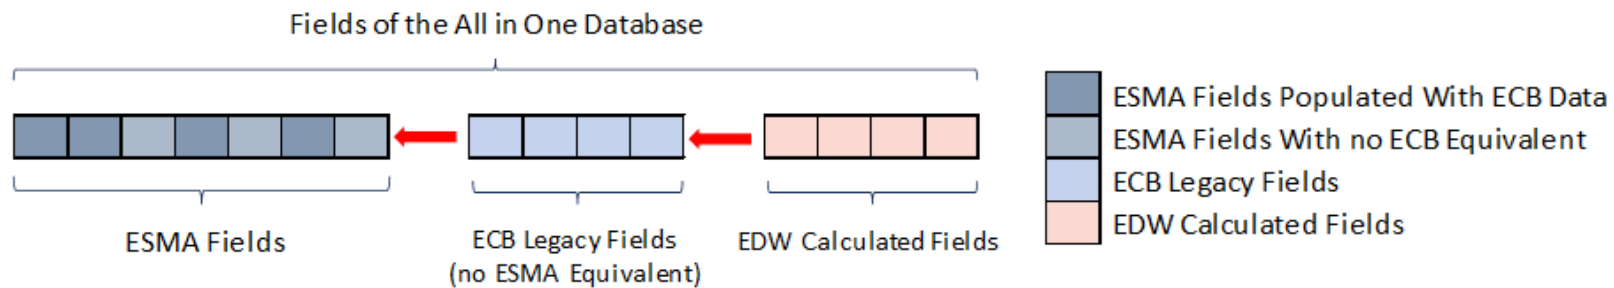 Fields of the All in One Database
ESMA Fields
ECB Legacy Fields
(no ESMA Equivalent)
EDW Calculated Fields
ESMA Fields Populated With ECB Data
ESMA Fields With no ECB Equivalent
ECB Legacy Fields
EDW Calculated Fields